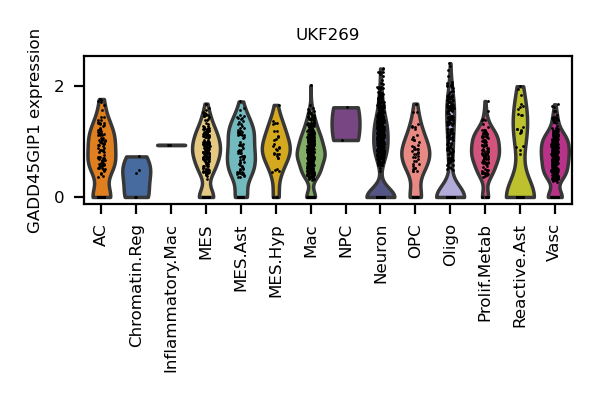 UKF269
GADD45GIP1 expression
2
0
AC
Chromatin.Reg
Inflammatory.Mac
MES
MES.Ast
MES.Hyp
Mac
NPC
Neuron
OPC
Oligo
Prolif.Metab
Reactive.Ast
Vasc